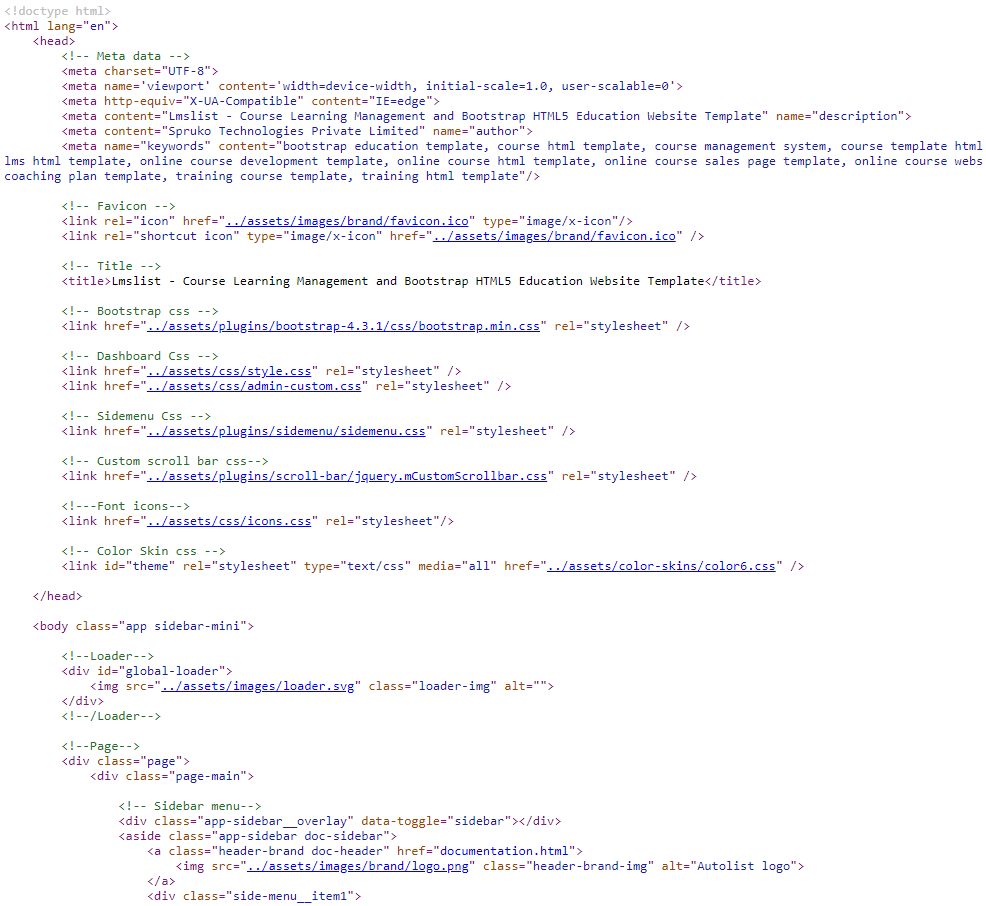 <!doctype html>
<html lang="en">
<head>
<!-- Meta data -->
<meta charset="UTF-8">
<meta name='viewport' content='width=device-width, initial-scale=1.0, user-scalable=0'>
<meta http-equiv="X-UA-Compatible" content="IE=edge">
<meta content="Lmslist - Course Learning Management and Bootstrap HTML5 Education Website Template" name="description">
<meta content="Spruko Technologies Private Limited" name="author">
<meta name="keywords" content="bootstrap education template, course html template, course management system, course template html
lms html template, online course development template, online course html template, online course sales page template, online course webs
coaching plan template, training course template, training html template"/>
<!-- Favicon -->
<link rel="icon" href="../assets/images/brand/favicon.ico" type="image/x-icon"/>
<link rel="shortcut icon" type="image/x-icon" href="../assets/images/brand/favicon.ico" />
<!-- Title -->
<title>Lmslist - Course Learning Management and Bootstrap HTML5 Education Website Template</title>
<!-- Bootstrap css -->
<link href="../assets/plugins/bootstrap-4.3.1/css/bootstrap.min.css" rel="stylesheet" />
<!-- Dashboard Css -->
<link href="../assets/css/style.css" rel="stylesheet" />
<link href="../assets/css/admin-custom.css" rel="stylesheet" />
<!-- Sidemenu Css -->
<link href="../assets/plugins/sidemenu/sidemenu.css" rel="stylesheet" />
<!-- Custom scroll bar css-->
<link href="../assets/plugins/scroll-bar/jquery.mCustomScrollbar.css" rel="stylesheet" />
<!---Font icons-->
<link href="../assets/css/icons.css" rel="stylesheet"/>
<!-- Color Skin css -->
<link id="theme" rel="stylesheet" type="text/css" media="all" href="../assets/color-skins/color6.css" />
</head>
<body class="app sidebar-mini">
<!--Loader-->
<div id="global-loader">
<img src="../assets/images/loader.svg" class="loader-img" alt="">
</div>
<!--/Loader-->
<!--Page-->
<div class="page">
<div class="page-main">
<!-- Sidebar menu-->
<div class="app-sidebar__overlay" data-toggle="sidebar"></div>
<aside class="app-sidebar doc-sidebar">
<a class="header-brand doc-header" href="documentation.html">
<img src="../assets/images/brand/logo.png" class="header-brand-img" alt="Autolist logo">
</a>
<div class="side-menu__item1">